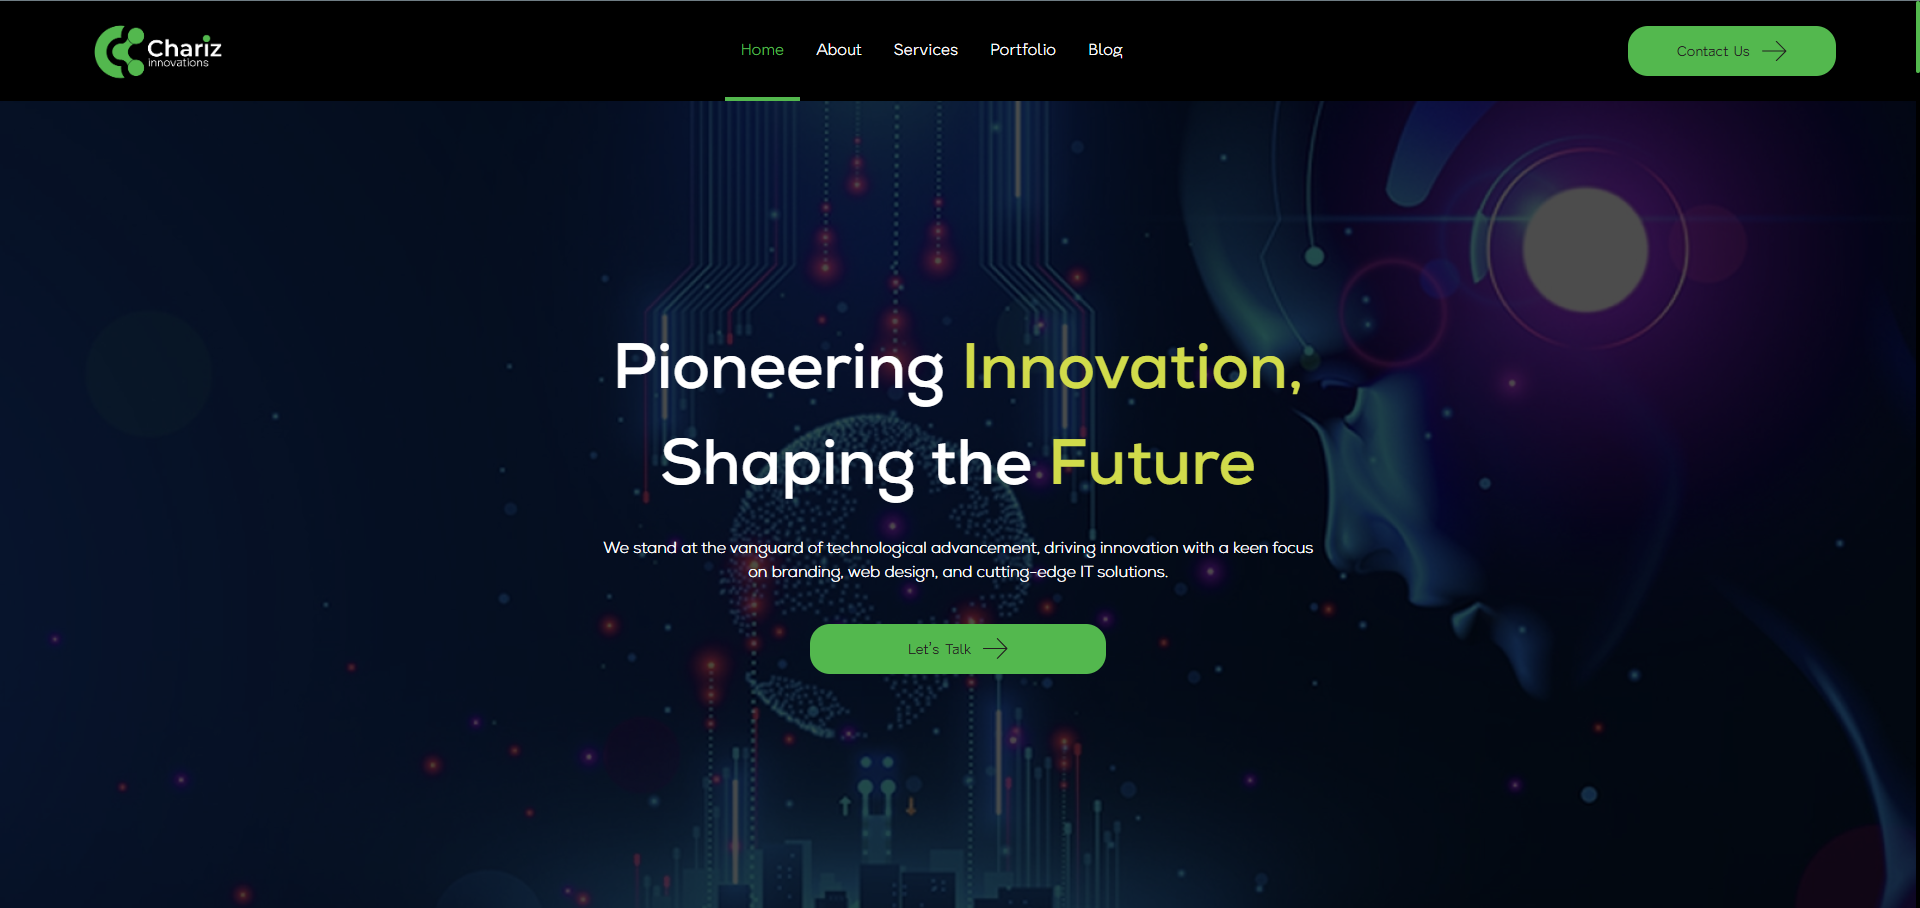 Chariz
innovations
Home
About
Services
Portfolio
Blog
Contact Us
Pioneering Innovation,
Shaping the Future
We stand at the vanguard of technological advancement, driving innovation with a keen focus
on branding, web design, and cutting-edge IT solutions.
Let's Talk